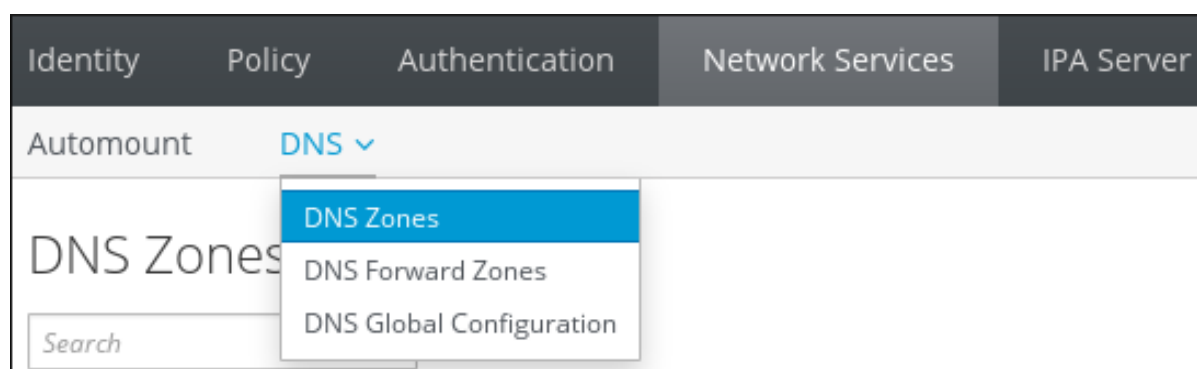 Identity Policy Authentication Network Services IPA Server
Automount DNS
DNS Zones
DNS Zones
DNS Forward Zones
DNS Global Configuration
Search